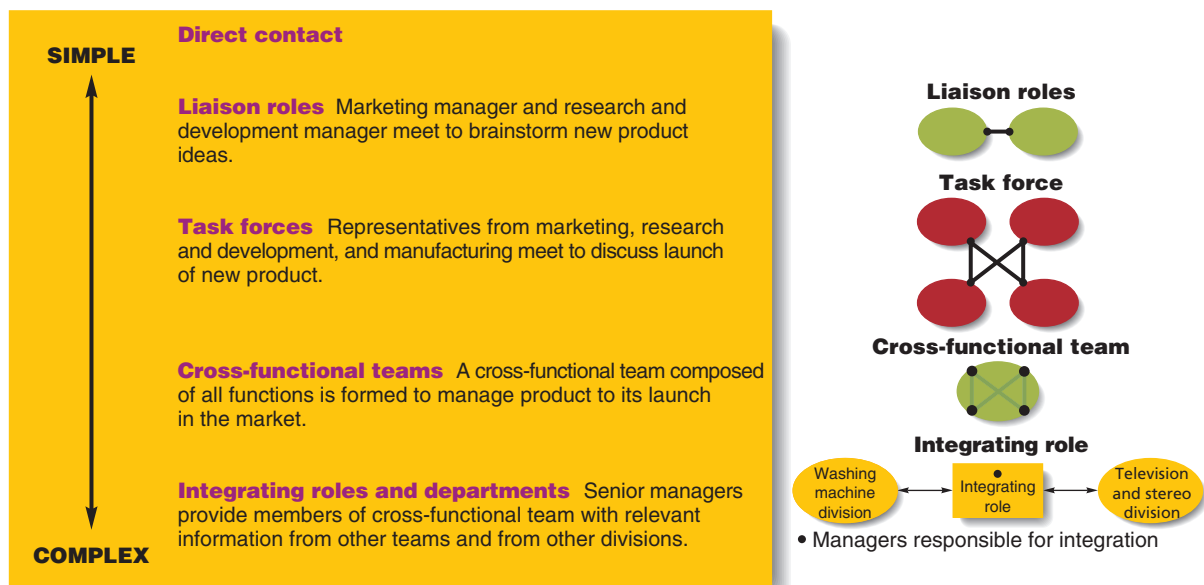 Direct contact
SIMPLE
Liaison roles Marketing manager and research and
development manager meet to brainstorm new product
ideas.
Task forces Representatives from marketing, research
and development, and manufacturing meet to discuss launch
of new product.
Cross-functional teams A cross-functional team composed
of all functions is formed to manage product to its launch
in the market.
Integrating roles and departments Senior managers
provide members of cross-functional team with relevant
information from other teams and from other divisions.
COMPLEX
Liaison roles
Task force
Cross-functional team
Integrating role
Washing
machine
division
Integrating
role
Television
and stereo
division
• Managers responsible for integration